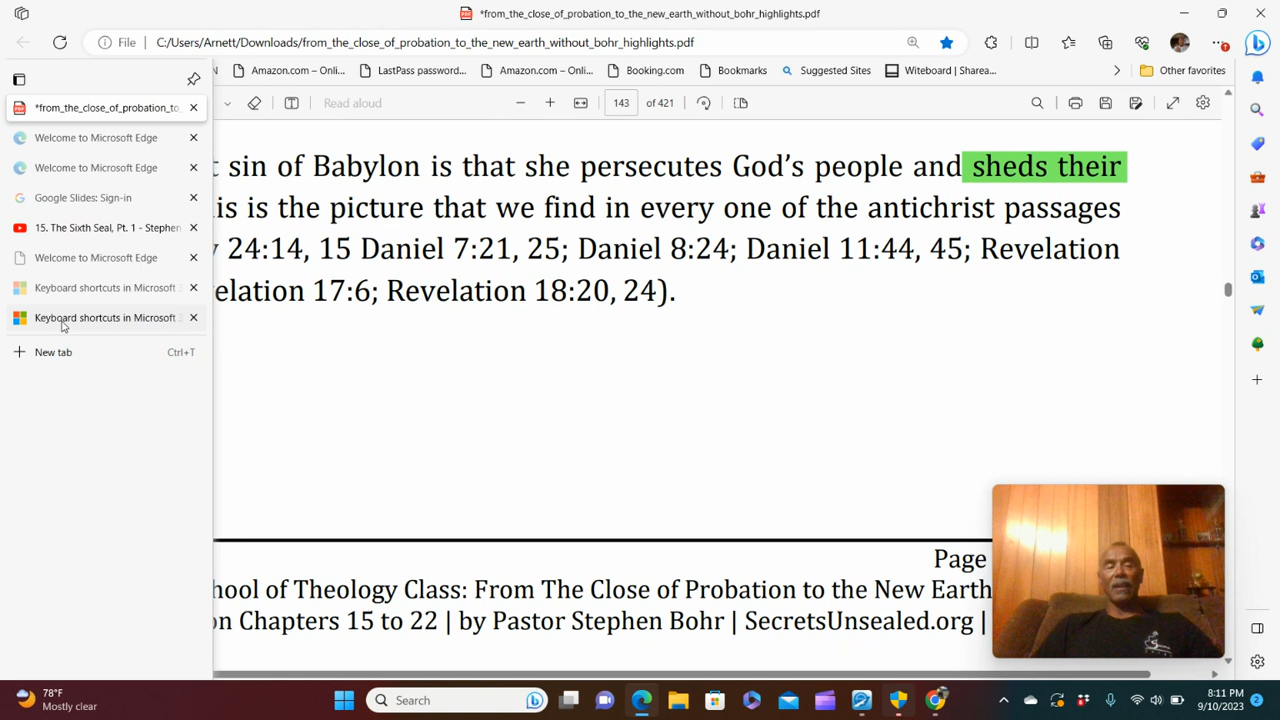 *from_the_close_of_probation_to_the_new_earth_without_bohr_highlights.pdf
File
C:/Users/Arnett/Downloads/from_the_close_of_probation_to_the_new_earth_without_bohr_highlights.pdf
N
Amazon.com – Onli...
LastPass password...
Amazon.com – Onli...
Booking.com
Bookmarks
Suggested Sites
Witeboard | Sharea...
Other favorites
*from_the_close_of_probation_to_
Read aloud
143 of 421
Welcome to Microsoft Edge
Welcome to Microsoft Edge
Google Slides: Sign-in
15. The Sixth Seal, Pt. 1 - Stephen
Welcome to Microsoft Edge
Keyboard shortcuts in Microsoft
Keyboard shortcuts in Microsoft
New tab
Ctrl+T
t sin of Babylon is that she persecutes God’s people and sheds their
is is the picture that we find in every one of the antichrist passages
24:14, 15 Daniel 7:21, 25; Daniel 8:24; Daniel 11:44, 45; Revelation
elation 17:6; Revelation 18:20, 24).
Page
hool of Theology Class: From The Close of Probation to the New Earth
on Chapters 15 to 22 | by Pastor Stephen Bohr | SecretsUnsealed.org |
78°F
Mostly clear
Search
8:11 PM
9/10/2023
2